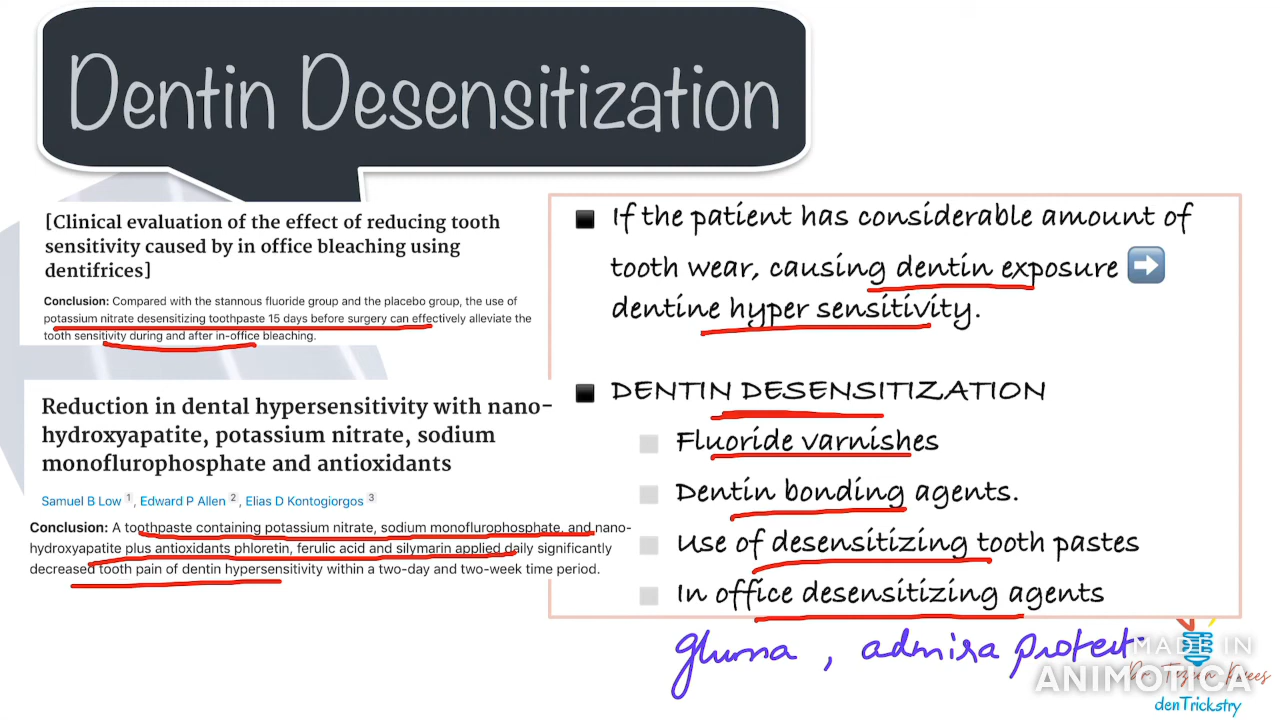 Dentin Desensitization
[Clinical evaluation of the effect of reducing tooth
sensitivity caused by in office bleaching using
dentifrices]
Conclusion: Compared with the stannous fluoride group and the placebo group, the use of
potassium nitrate desensitizing toothpaste 15 days before surgery can effectively alleviate the
tooth sensitivity during and after in-office bleaching.
Reduction in dental hypersensitivity with nano-
hydroxyapatite, potassium nitrate, sodium
monoflurophosphate and antioxidants
Samuel B Low 1, Edward P Allen 2, Elias D Kontogiorgos 3
Conclusion: A toothpaste containing potassium nitrate, sodium monoflurophosphate, and nano-
hydroxyapatite plus antioxidants phloretin, ferulic acid and silymarin applied daily significantly
decreased tooth pain of dentin hypersensitivity within a two-day and two-week time period.
If the patient has considerable amount of
tooth wear, causing dentin exposure ➡
dentine hyper sensitivity.
DENTIN DESENSITIZATION
Fluoride varnishes
Dentin bonding agents.
Use of desensitizing tooth pastes
In office desensitizing agents
gluma, admira protect
MADE IN
ANIMOTICA
denTrickstry